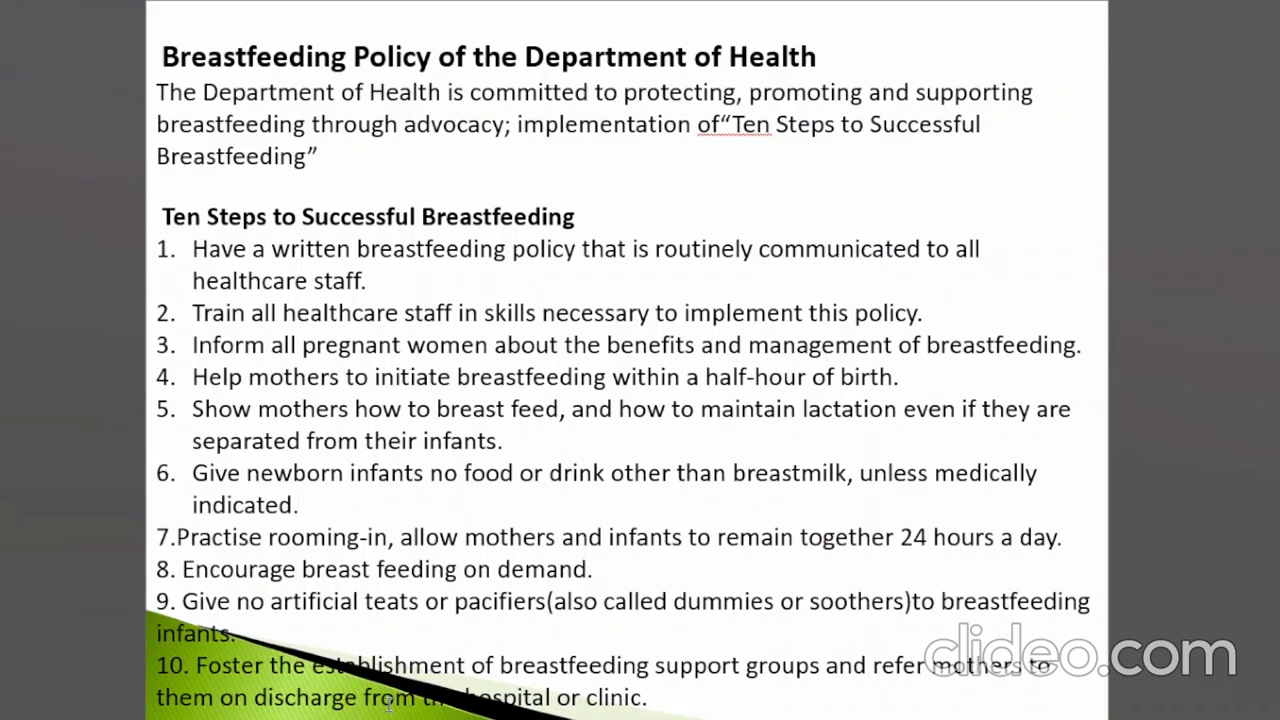 Breastfeeding Policy of the Department of Health
The Department of Health is committed to protecting, promoting and supporting
breastfeeding through advocacy; implementation of“Ten Steps to Successful
Breastfeeding”
Ten Steps to Successful Breastfeeding
1. Have a written breastfeeding policy that is routinely communicated to all
healthcare staff.
2. Train all healthcare staff in skills necessary to implement this policy.
3. Inform all pregnant women about the benefits and management of breastfeeding.
4. Help mothers to initiate breastfeeding within a half-hour of birth.
5. Show mothers how to breast feed, and how to maintain lactation even if they are
separated from their infants.
6. Give newborn infants no food or drink other than breastmilk, unless medically
indicated.
7.Practise rooming-in, allow mothers and infants to remain together 24 hours a day.
8. Encourage breast feeding on demand.
9. Give no artificial teats or pacifiers(also called dummies or soothers)to breastfeeding
infants.
10. Foster the establishment of breastfeeding support groups and refer mothers to
them on discharge from the hospital or clinic.
clideo.com